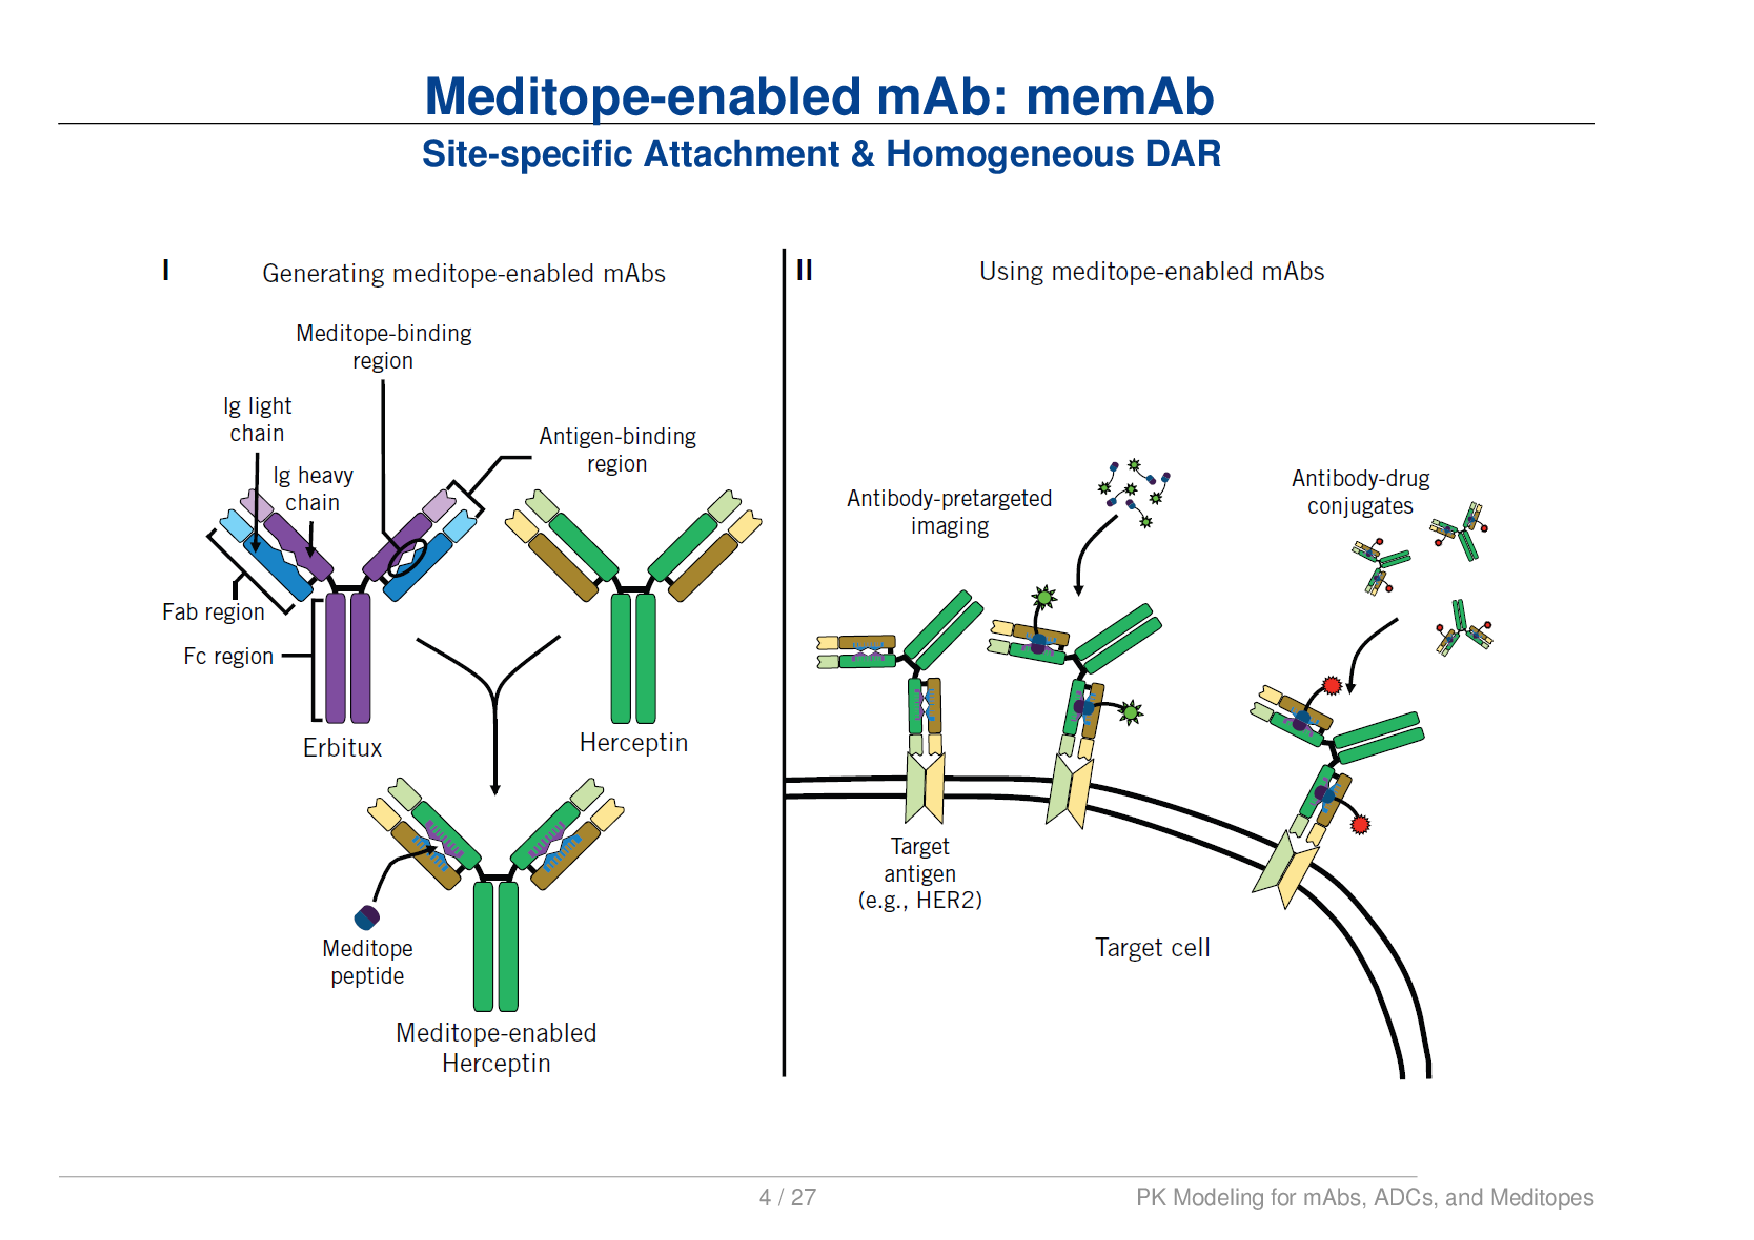 Meditope-enabled mAb: memAb
Site-specific Attachment & Homogeneous DAR
I
Generating meditope-enabled mAbs
Meditope-binding
region
Ig light
chain
Ig heavy
chain
Antigen-binding
region
Fab region
Fc region
Erbitux
Herceptin
Meditope
peptide
Meditope-enabled
Herceptin
II
Using meditope-enabled mAbs
Antibody-pretargeted
imaging
Antibody-drug
conjugates
Target
antigen
(e.g., HER2)
Target cell
4 / 27
PK Modeling for mAbs, ADCs, and Meditopes